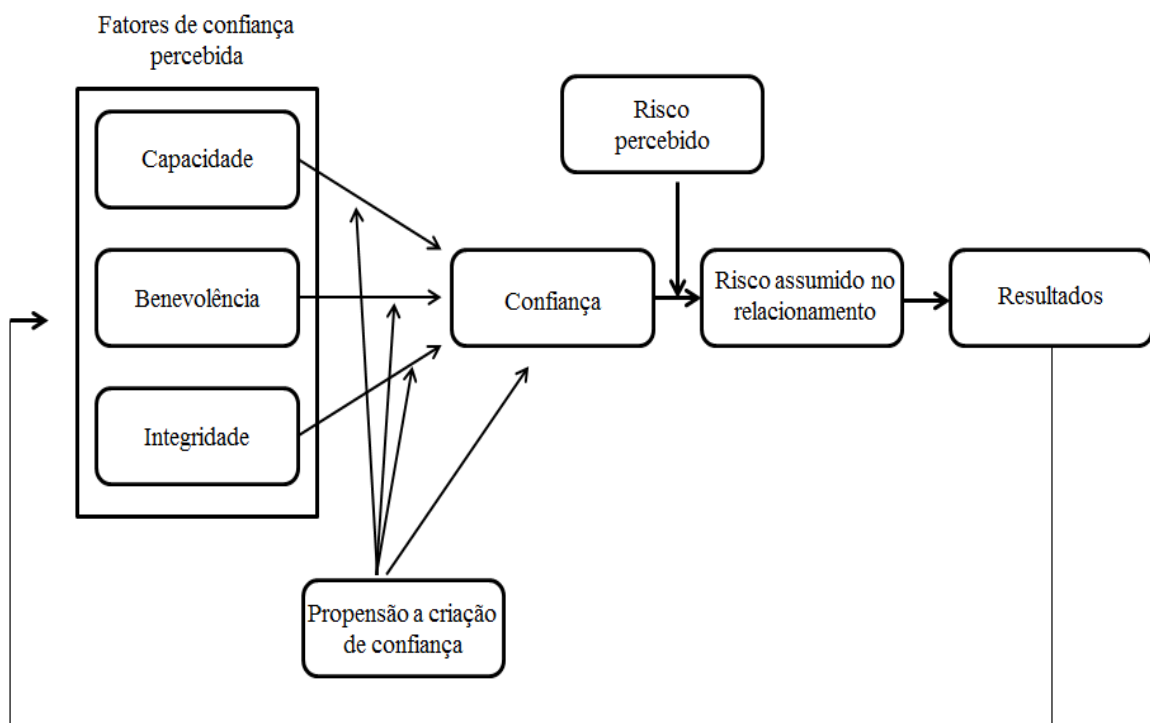 Fatores de confiança
percebida
Capacidade
Benevolência
Integridade
Propensão a criação
de confiança
Confiança
Risco
percebido
Risco assumido no
relacionamento
Resultados